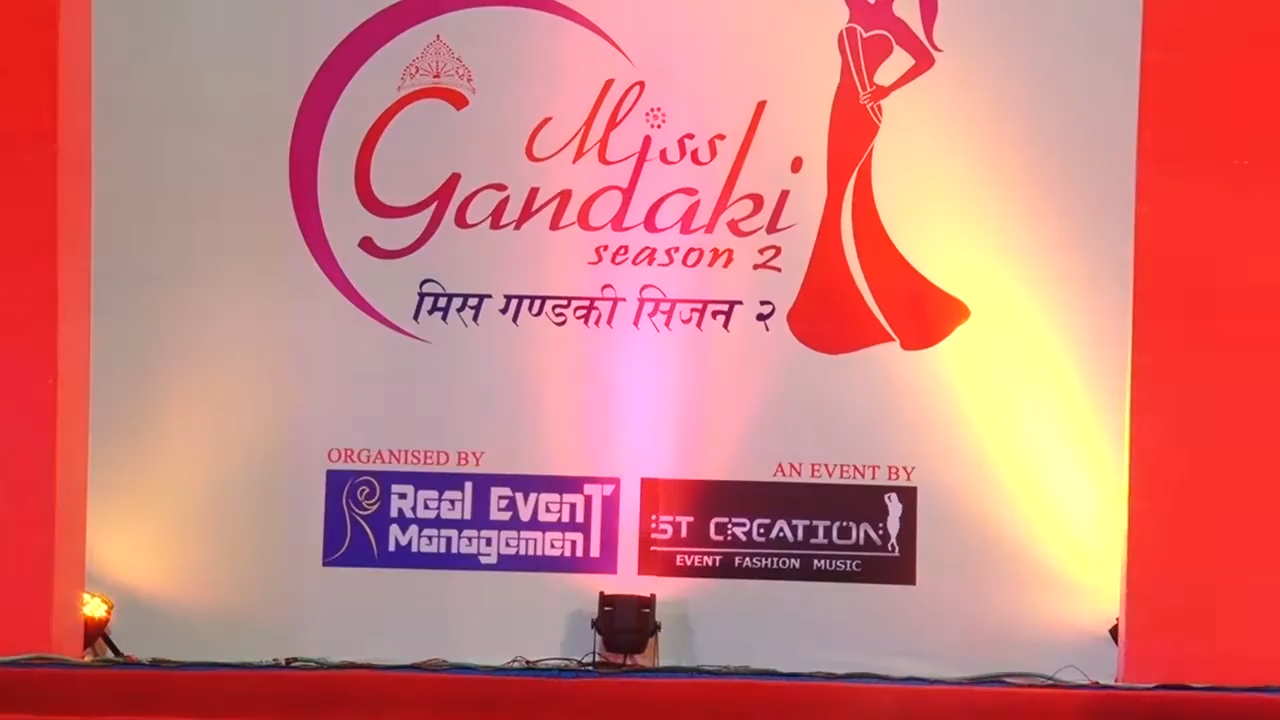 Miss
Gandaki
season 2
मिस गण्डकी सिजन २
ORGANISED BY
Real Event
Management
AN EVENT BY
ST CREATION
EVENT FASHION MUSIC